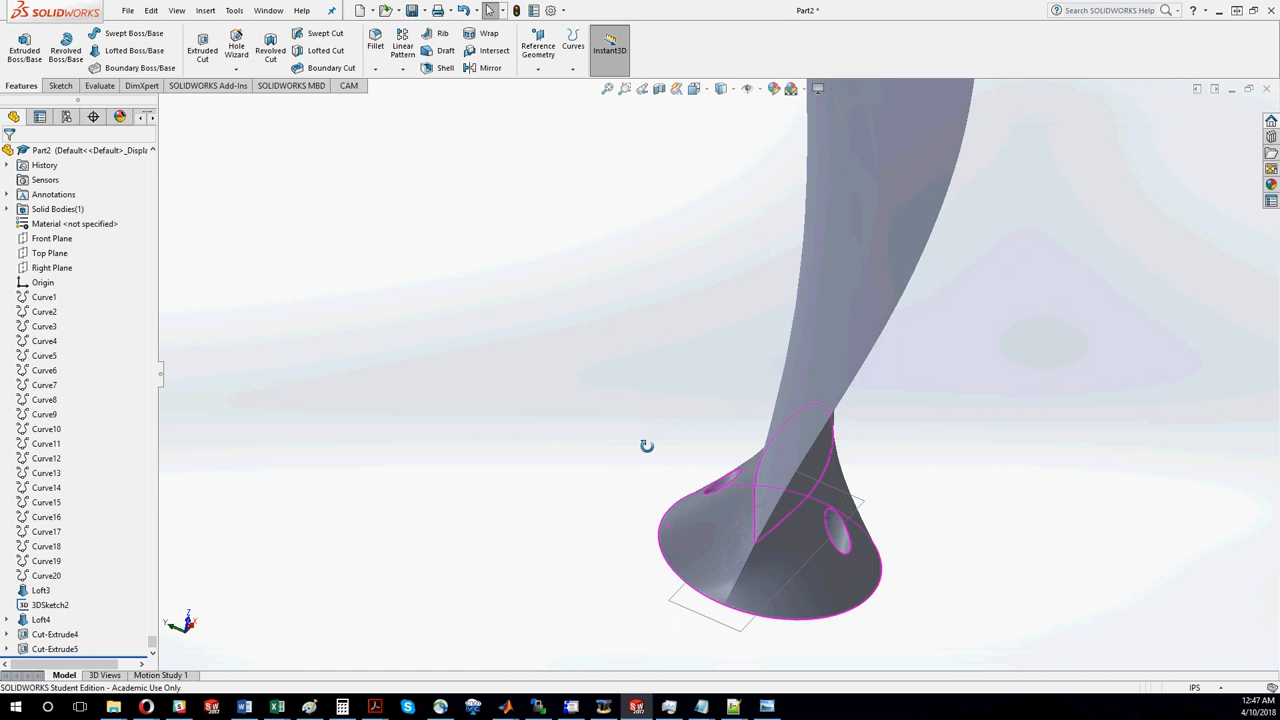 SOLIDWORKS
File Edit View Insert Tools Window Help
Part2 *
Search SOLIDWORKS Help
Extruded Boss/Base
Revolved Boss/Base
Swept Boss/Base
Lofted Boss/Base
Boundary Boss/Base
Extruded Cut
Hole Wizard
Revolved Cut
Swept Cut
Lofted Cut
Boundary Cut
Fillet
Linear Pattern
Rib
Draft
Shell
Wrap
Intersect
Mirror
Reference Geometry
Curves
Instant3D
Features Sketch Evaluate DimXpert SOLIDWORKS Add-Ins SOLIDWORKS MBD CAM
Part2 (Default<<Default>_Displa
History
Sensors
Annotations
Solid Bodies(1)
Material <not specified>
Front Plane
Top Plane
Right Plane
Origin
Curve1
Curve2
Curve3
Curve4
Curve5
Curve6
Curve7
Curve8
Curve9
Curve10
Curve11
Curve12
Curve13
Curve14
Curve15
Curve16
Curve17
Curve18
Curve19
Curve20
Loft3
3D 3DSketch2
Loft4
Cut-Extrude4
Cut-Extrude5
Y Z X
Model 3D Views Motion Study 1
SOLIDWORKS Student Edition - Academic Use Only
IPS
12:47 AM
4/10/2018